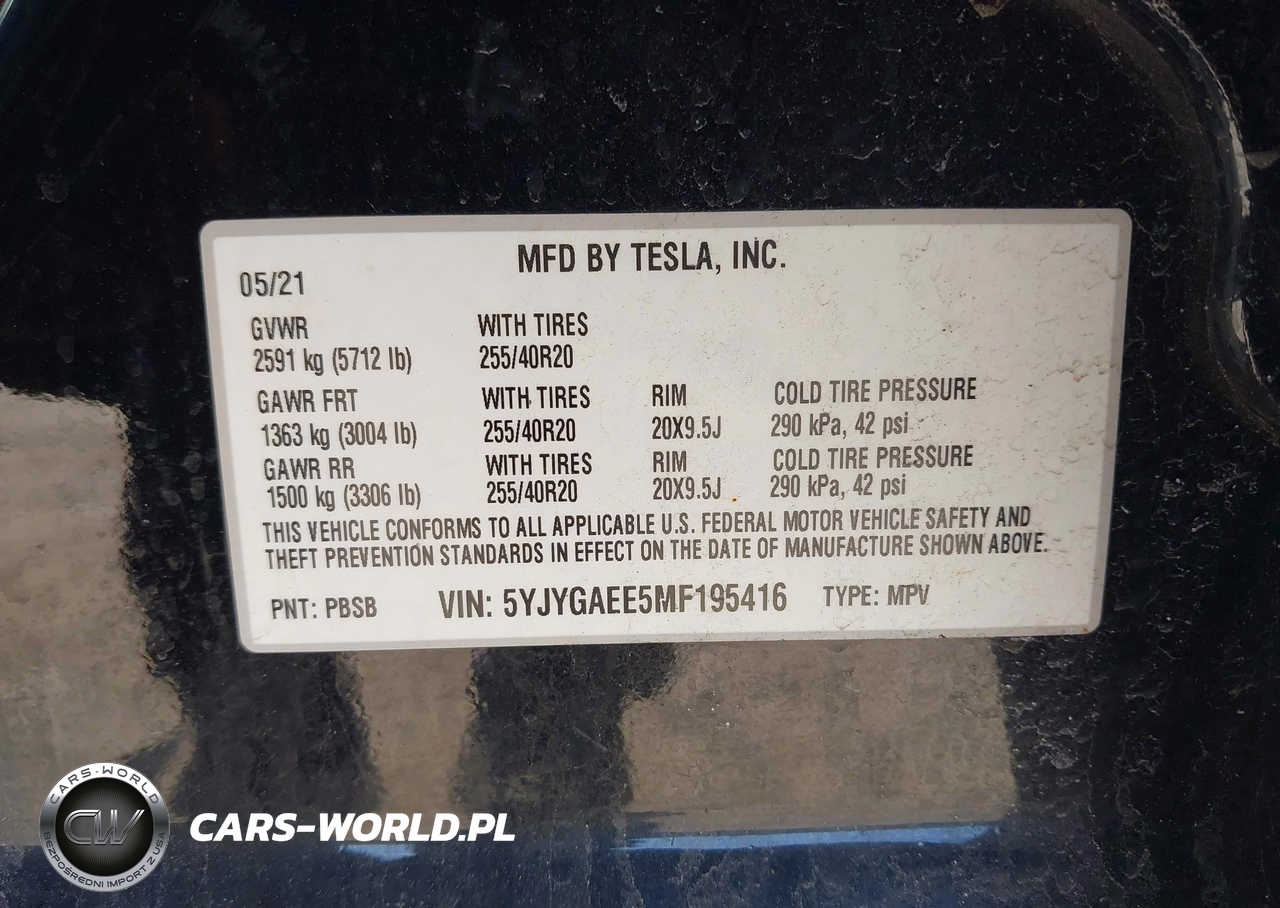 MFD BY TESLA, INC.
05/21
GVWR WITH TIRES
2591 kg (5712 lb) 255/40R20
GAWR FRT WITH TIRES RIM COLD TIRE PRESSURE
1363 kg (3004 lb) 255/40R20 20X9.5J 290 kPa, 42 psi
GAWR RR WITH TIRES RIM COLD TIRE PRESSURE
1500 kg (3306 lb) 255/40R20 20X9.5J 290 kPa, 42 psi
THIS VEHICLE CONFORMS TO ALL APPLICABLE U.S. FEDERAL MOTOR VEHICLE SAFETY AND
THEFT PREVENTION STANDARDS IN EFFECT ON THE DATE OF MANUFACTURE SHOWN ABOVE.
PNT: PBSB VIN: 5YJYGAEE5MF195416 TYPE: MPV
CARS-WORLD
CW
BEZPOŚREDNI IMPORT Z USA
CARS-WORLD.PL